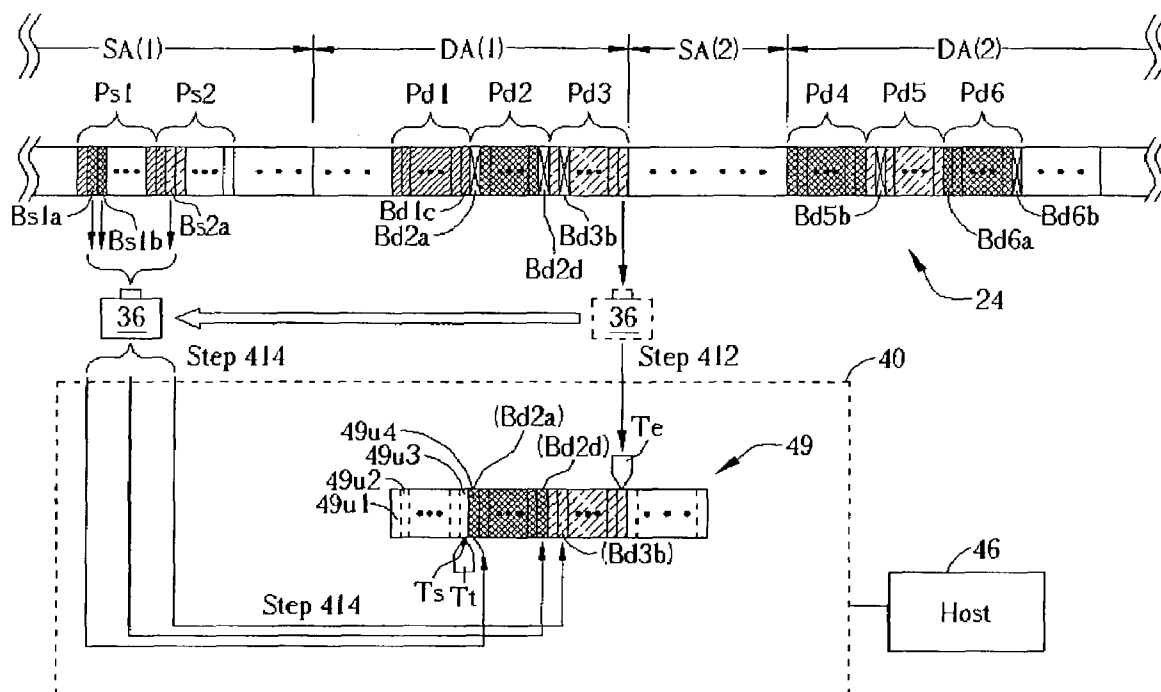 SA(1) DA(1) SA(2) DA(2)
Ps1 Ps2 Pd1 Pd2 Pd3 Pd4 Pd5 Pd6
Bs1a Bs1b Bs2a Bd1c Bd2a Bd2d Bd3b Bd5b Bd6a Bd6b
24
36 36
Step 414 Step 412
40
49u4 (Bd2a) (Bd2d) Te 49
49u3
49u2
49u1
Ts Tt (Bd3b)
Step 414
46
Host